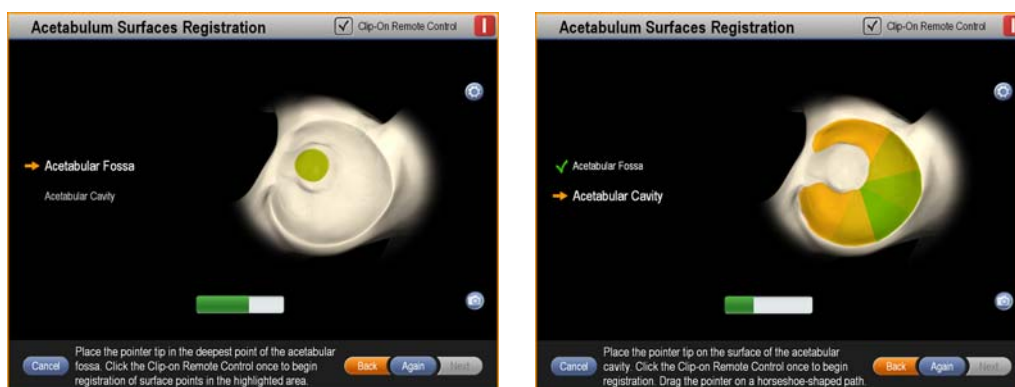 Acetabulum Surfaces Registration
Clip-On Remote Control
Acetabular Fossa
Acetabular Cavity
Place the pointer tip in the deepest point of the acetabular
fossa. Click the Clip-on Remote Control once to begin
registration of surface points in the highlighted area.
Cancel
Back
Again
Next
Acetabulum Surfaces Registration
Clip-On Remote Control
Acetabular Fossa
Acetabular Cavity
Place the pointer tip on the surface of the acetabular
cavity. Click the Clip-on Remote Control once to begin
registration. Drag the pointer on a horseshoe-shaped path.
Cancel
Back
Again
Next